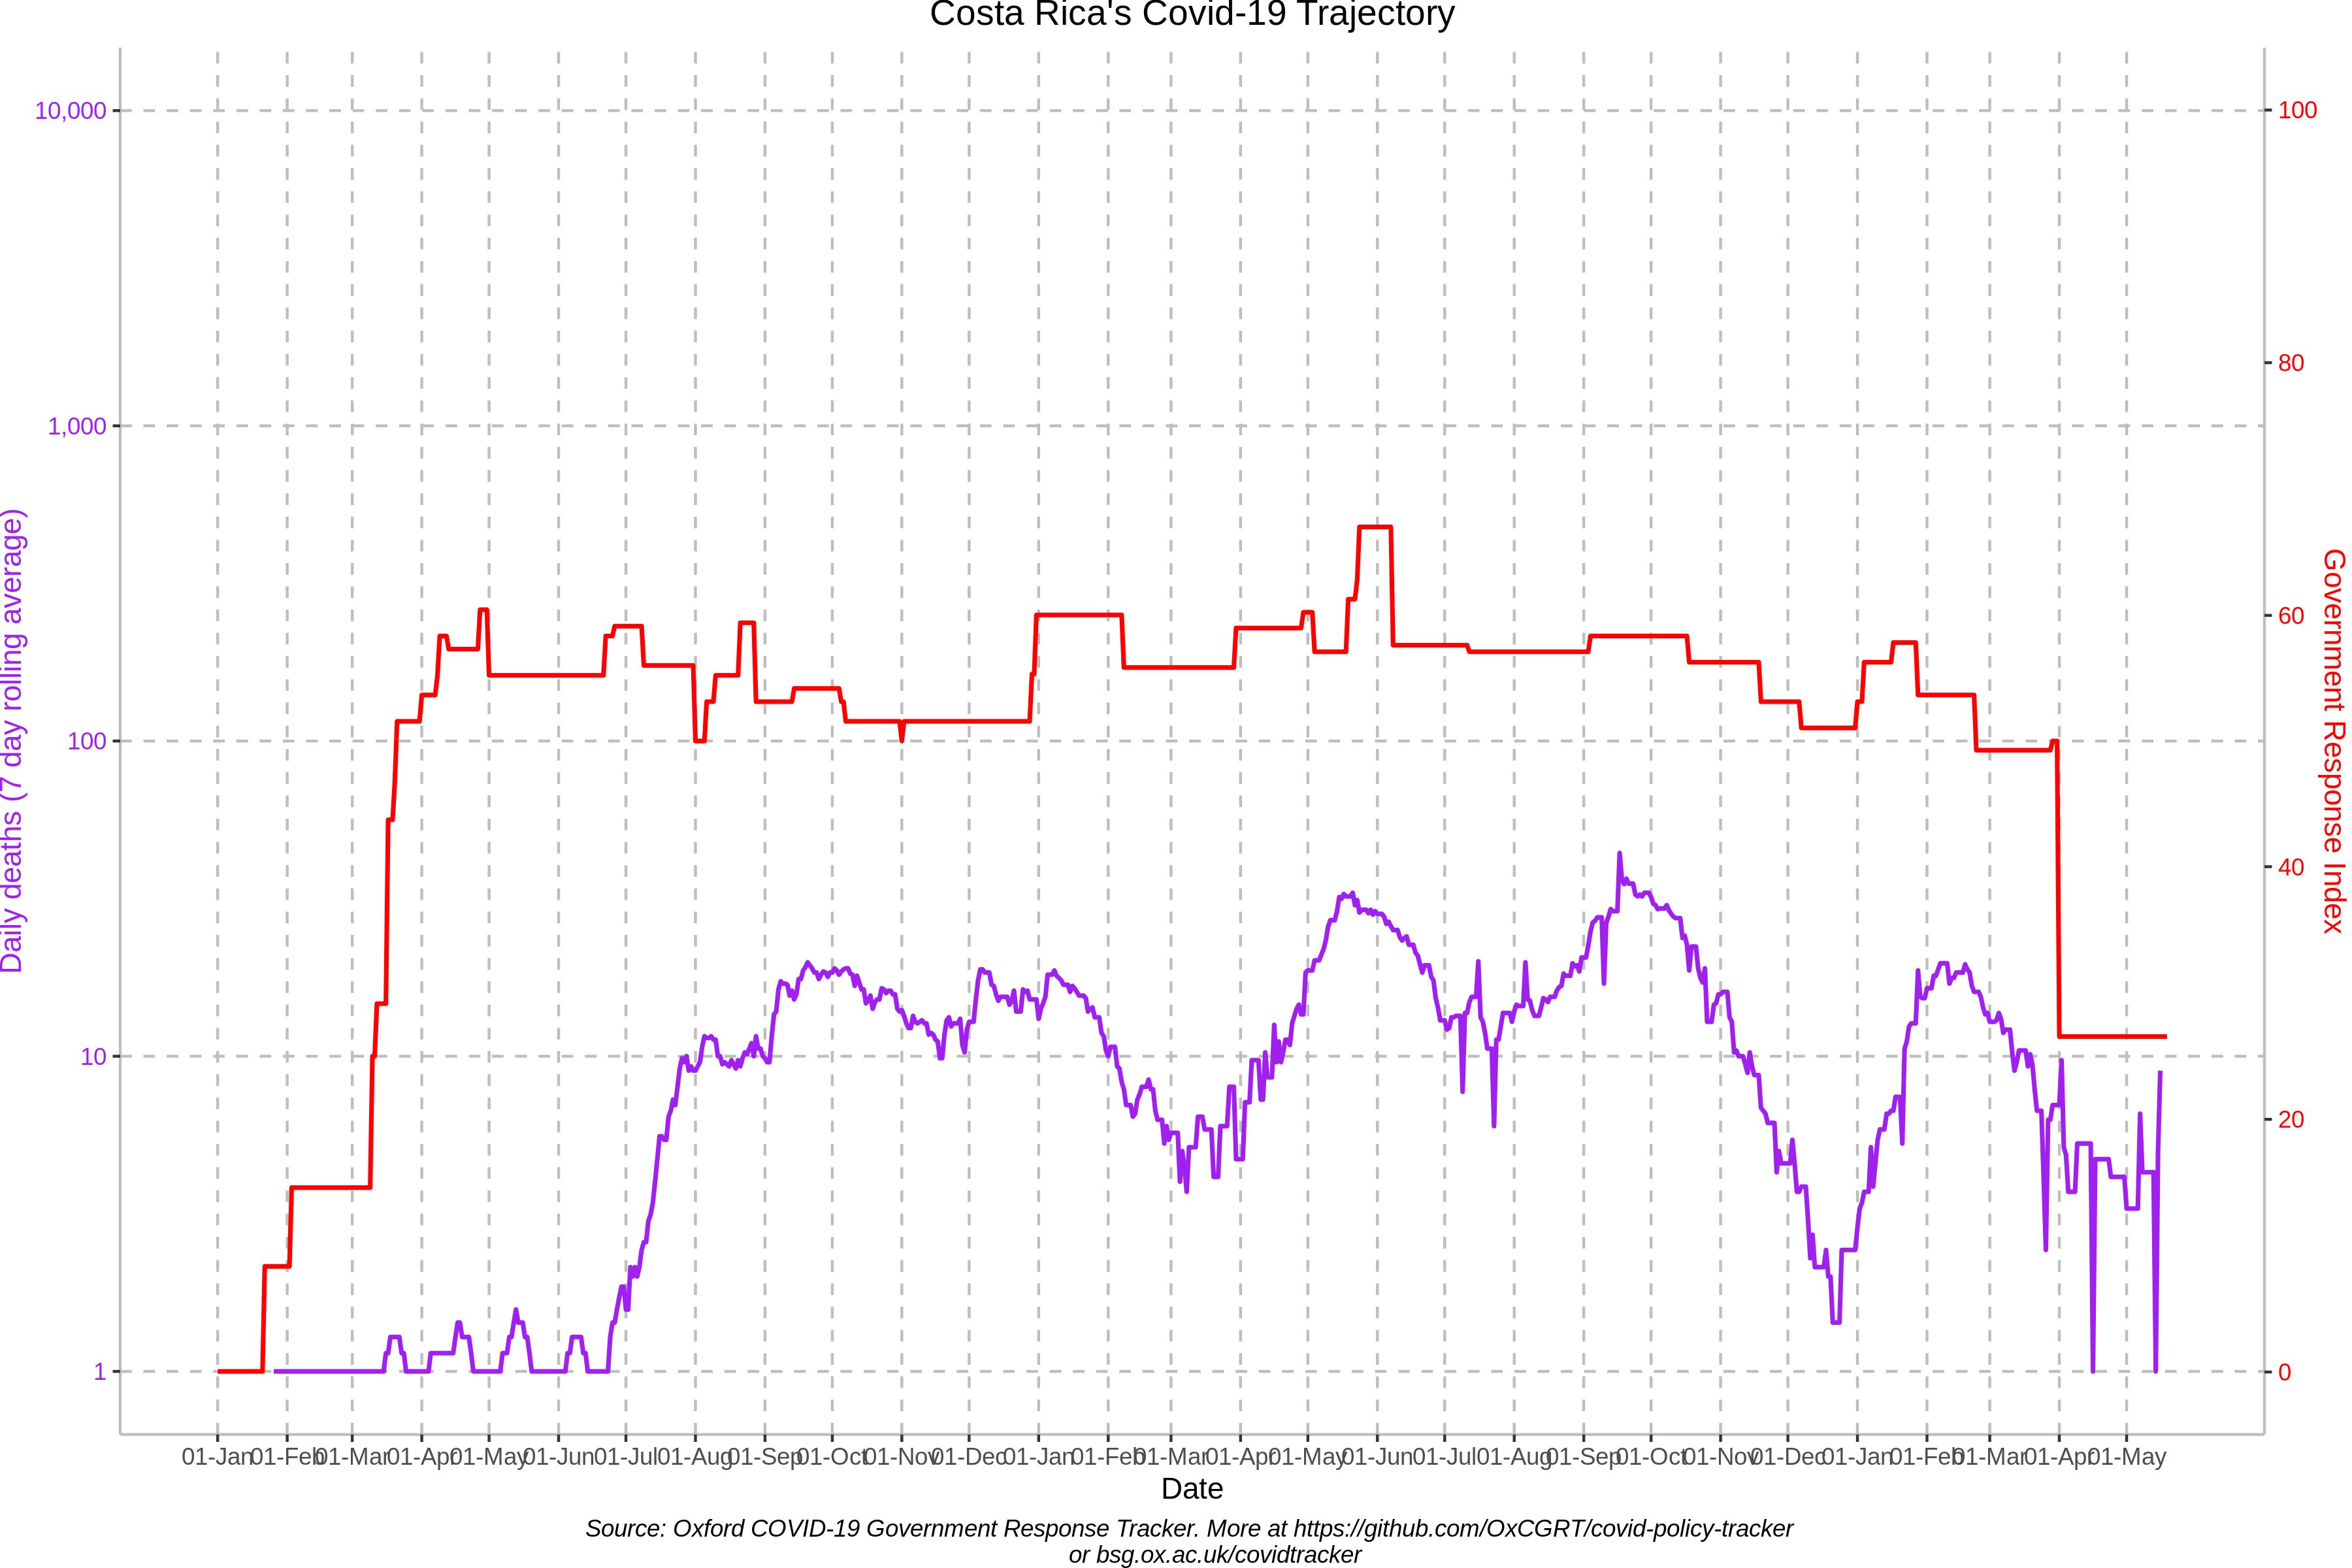 Costa Rica's Covid-19 Trajectory
10,000
1,000
100
10
1
Daily deaths (7 day rolling average)
100
80
60
40
20
0
Government Response Index
01-Jan 01-Feb 01-Mar 01-Apr 01-May 01-Jun 01-Jul 01-Aug 01-Sep 01-Oct 01-Nov 01-Dec 01-Jan 01-Feb 01-Mar 01-Apr 01-May 01-Jun 01-Jul 01-Aug 01-Sep 01-Oct 01-Nov 01-Dec 01-Jan 01-Feb 01-Mar 01-Apr 01-May
Date
Source: Oxford COVID-19 Government Response Tracker. More at https://github.com/OxCGRT/covid-policy-tracker
or bsg.ox.ac.uk/covidtracker